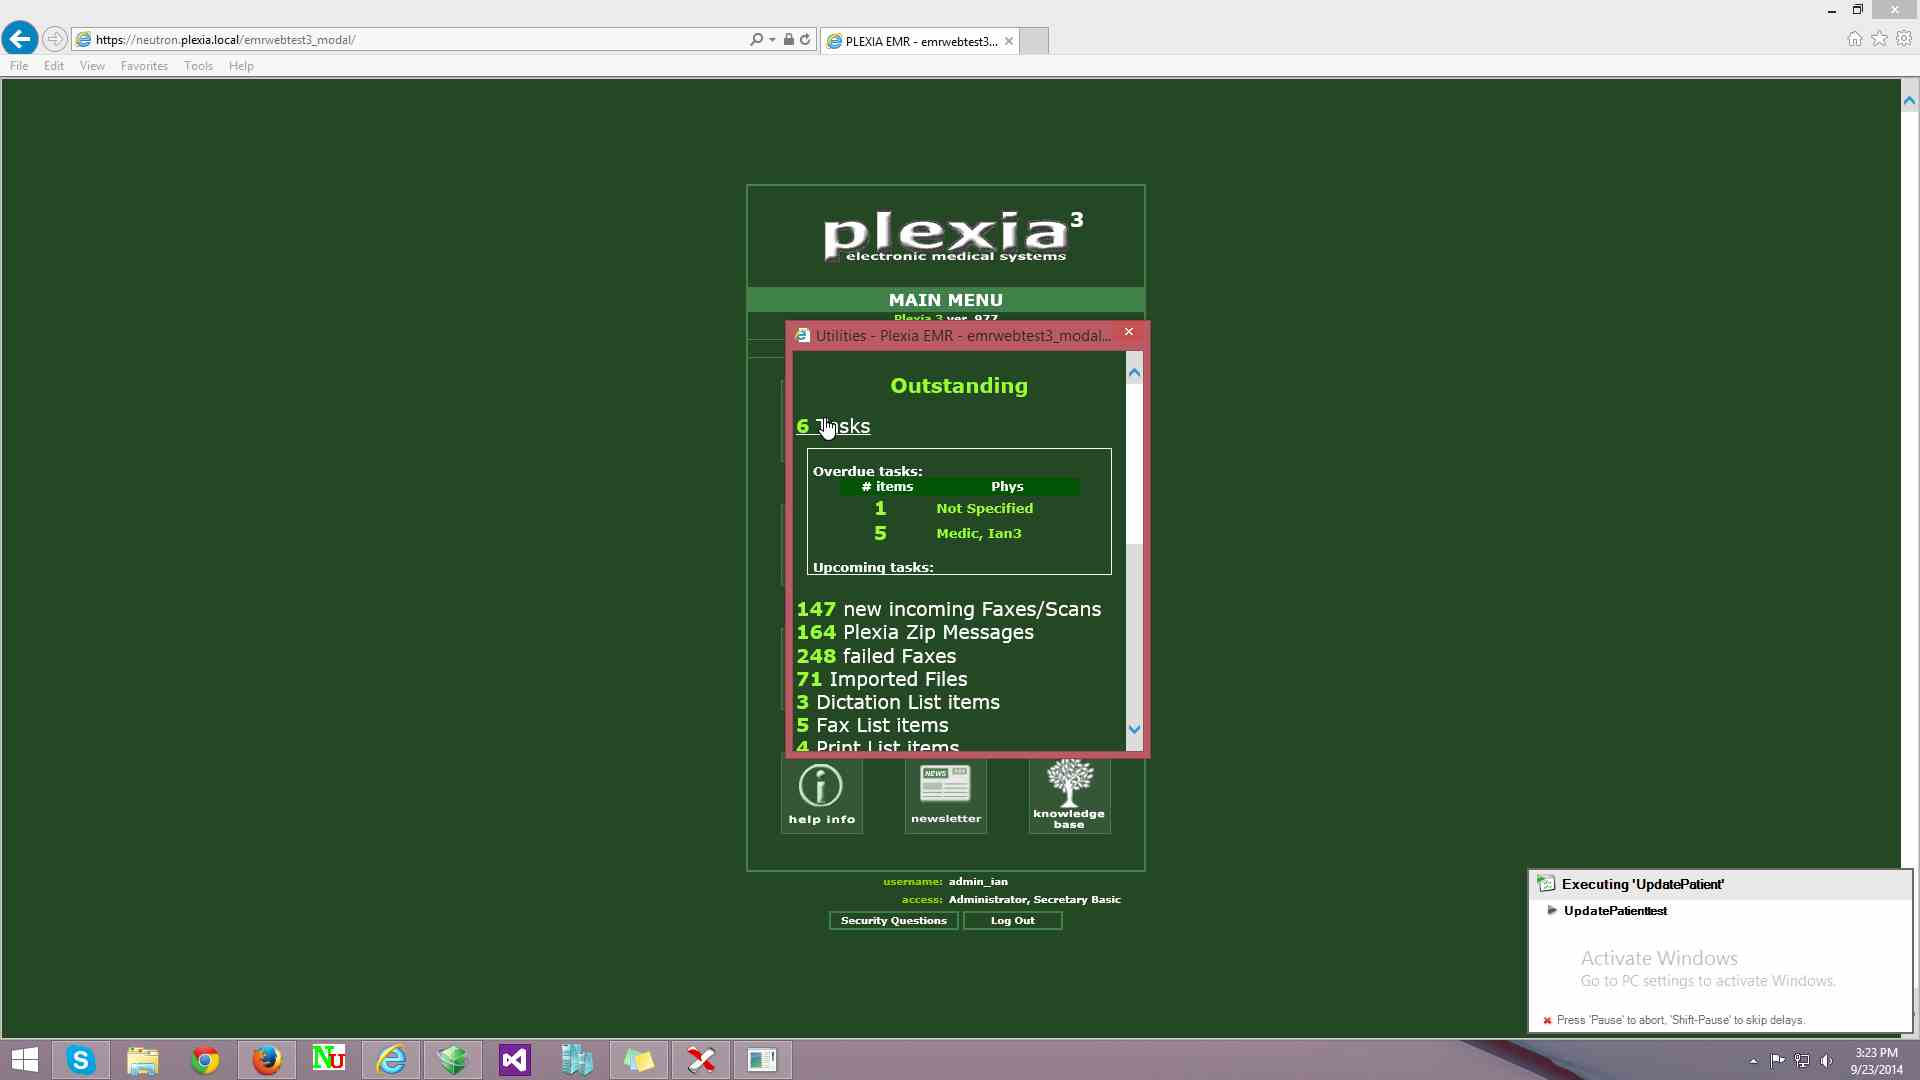 https://neutron.plexia.local/emrwebtest3_modal/
PLEXIA EMR - emrwebtest3...
File Edit View Favorites Tools Help
plexia3
electronic medical systems
MAIN MENU
Plexia 3 ver. 977
Utilities - Plexia EMR - emrwebtest3_modal...
Outstanding
6 Tasks
Overdue tasks:
# items Phys
1 Not Specified
5 Medic, Ian3
Upcoming tasks:
147 new incoming Faxes/Scans
164 Plexia Zip Messages
248 failed Faxes
71 Imported Files
3 Dictation List items
5 Fax List items
4 Print List items
help info
NEWS
newsletter
knowledge
base
username: admin_ian
access: Administrator, Secretary Basic
Security Questions Log Out
Executing 'UpdatePatient'
UpdatePatienttest
Activate Windows
Go to PC settings to activate Windows.
Press 'Pause' to abort, 'Shift-Pause' to skip delays.
NU
3:23 PM
9/23/2014